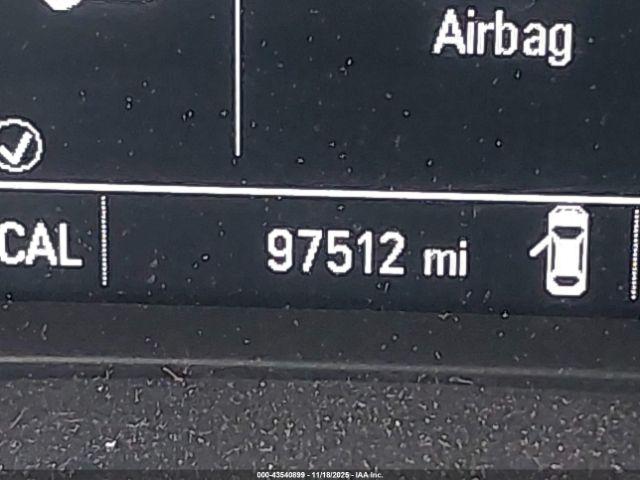 Airbag
CAL
97512 mi
000-43540899 - 11/18/2025 - IAA Inc.